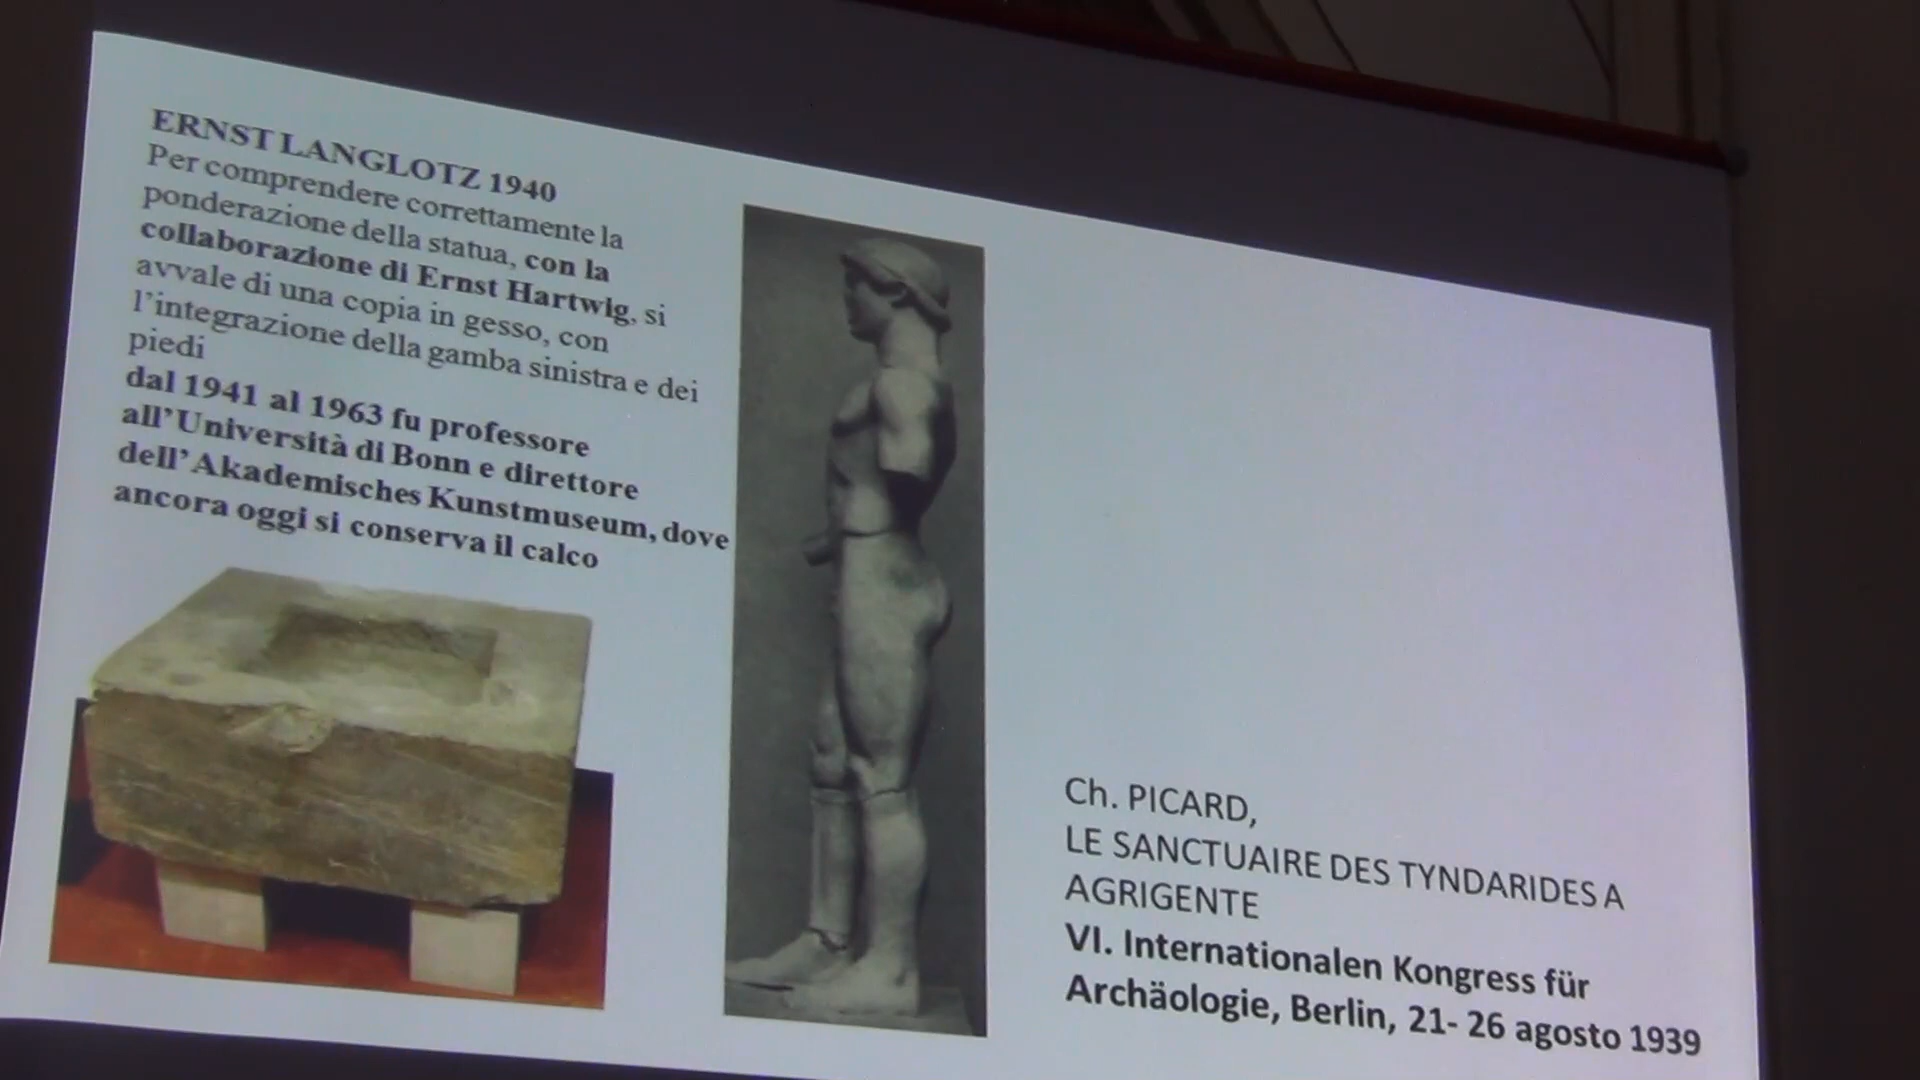 ERNST LANGLOTZ 1940
Per comprendere correttamente la
ponderazione della statua, con la
collaborazione di Ernst Hartwig, si
avvale di una copia in gesso, con
l’integrazione della gamba sinistra e dei
piedi
dal 1941 al 1963 fu professore
all’Università di Bonn e direttore
dell’Akademisches Kunstmuseum, dove
ancora oggi si conserva il calco
Ch. PICARD,
LE SANCTUAIRE DES TYNDARIDES A
AGRIGENTE
VI. Internationalen Kongress für
Archäologie, Berlin, 21- 26 agosto 1939